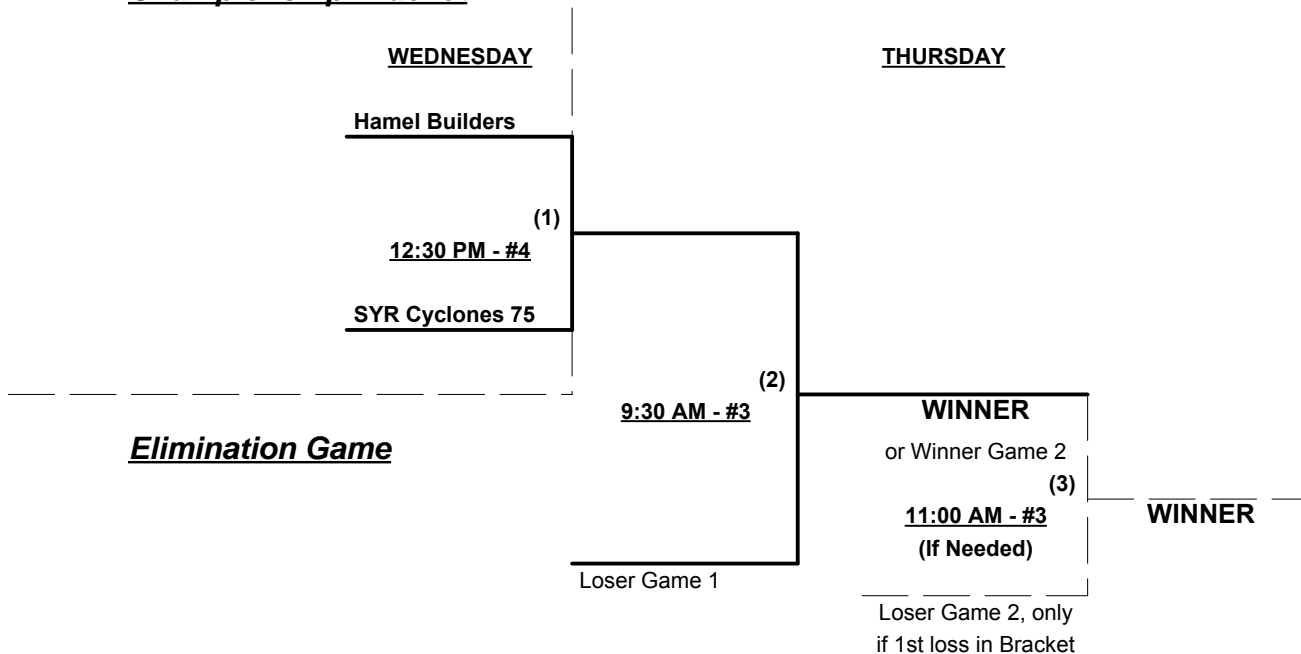 WEDNESDAY
THURSDAY
Hamel Builders
(1)
12:30 PM - #4
SYR Cyclones 75
(2)
9:30 AM - #3
WINNER
Elimination Game
or Winner Game 2
(3)
11:00 AM - #3
WINNER
(If Needed)
Loser Game 1
Loser Game 2, only
if 1st loss in Bracket